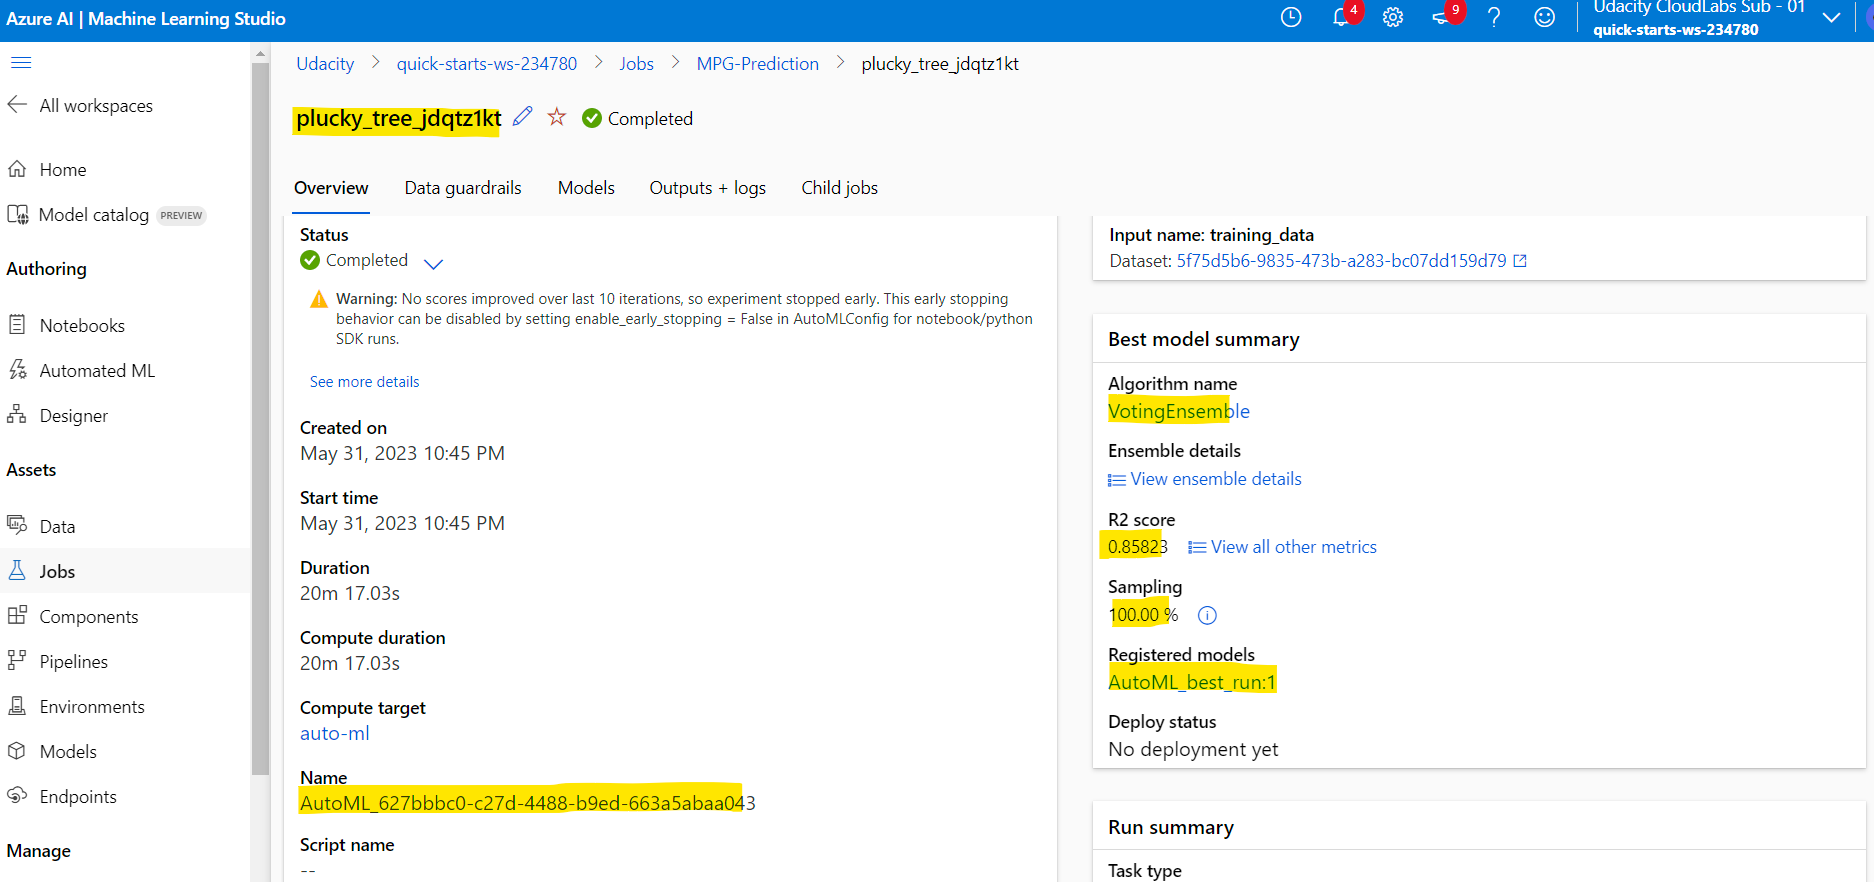 Azure AI | Machine Learning Studio
4
9
Udacity CloudLabs Sub - 01
quick-starts-ws-234780
All workspaces
Home
Model catalog PREVIEW
Authoring
Notebooks
Automated ML
Designer
Assets
Data
Jobs
Components
Pipelines
Environments
Models
Endpoints
Manage
Udacity > quick-starts-ws-234780 > Jobs > MPG-Prediction > plucky_tree_jdqtz1kt
plucky_tree_jdqtz1kt Completed
Overview Data guardrails Models Outputs + logs Child jobs
Status
Completed
Warning: No scores improved over last 10 iterations, so experiment stopped early. This early stopping
behavior can be disabled by setting enable_early_stopping = False in AutoMLConfig for notebook/python
SDK runs.
See more details
Created on
May 31, 2023 10:45 PM
Start time
May 31, 2023 10:45 PM
Duration
20m 17.03s
Compute duration
20m 17.03s
Compute target
auto-ml
Name
AutoML_627bbbc0-c27d-4488-b9ed-663a5abaa043
Script name
--
Input name: training_data
Dataset: 5f75d5b6-9835-473b-a283-bc07dd159d79
Best model summary
Algorithm name
VotingEnsemble
Ensemble details
View ensemble details
R2 score
0.85823 View all other metrics
Sampling
100.00 %
Registered models
AutoML_best_run:1
Deploy status
No deployment yet
Run summary
Task type